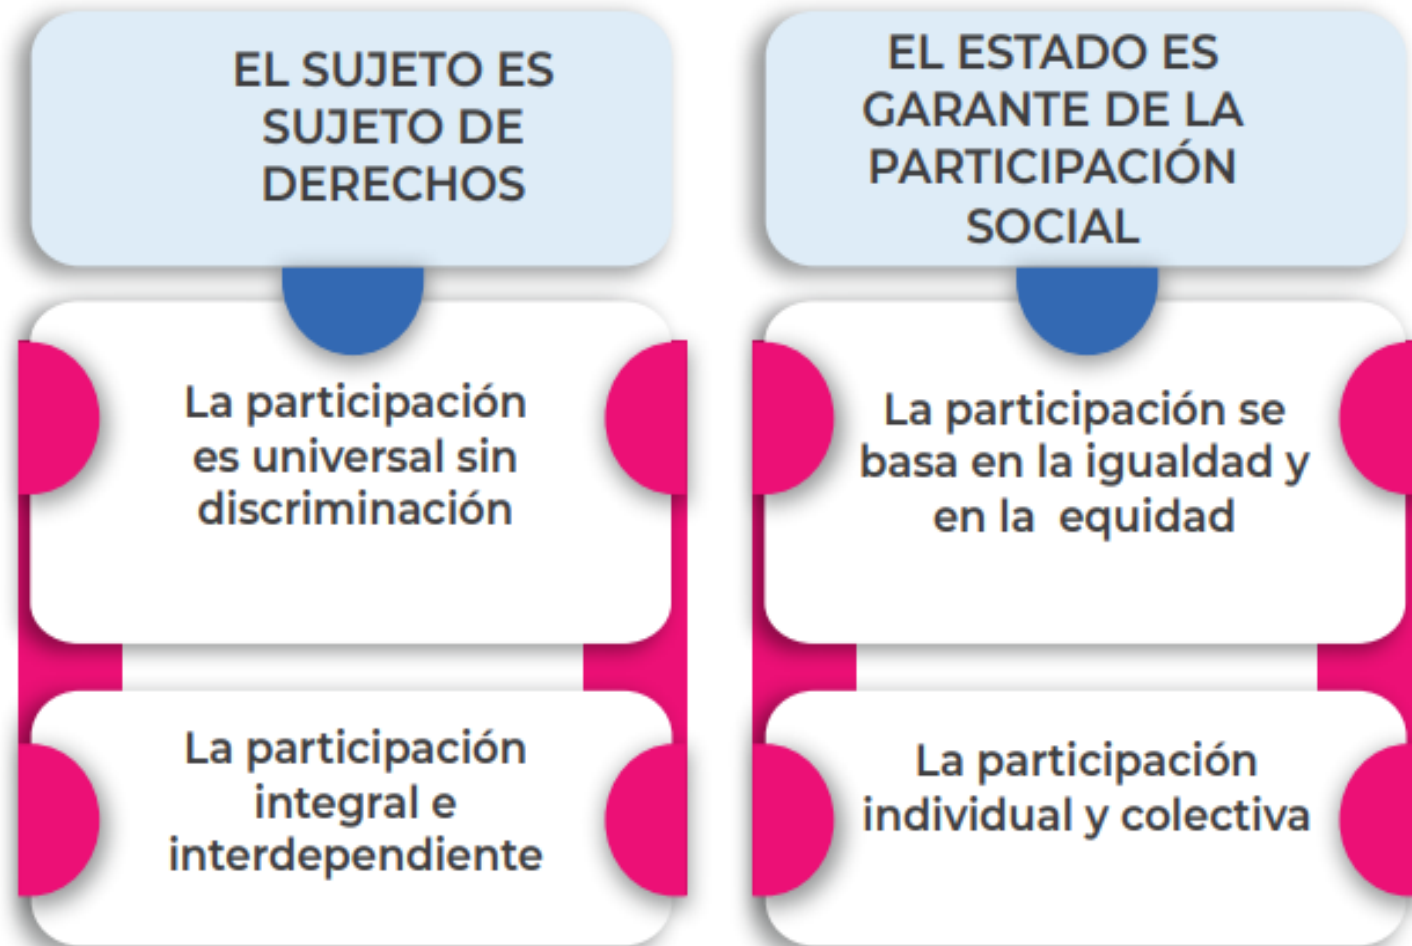 EL SUJETO ES
SUJETO DE
DERECHOS
La participación
es universal sin
discriminación
La participación
integral e
interdependiente
EL ESTADO ES
GARANTE DE LA
PARTICIPACIÓN
SOCIAL
La participación se
basa en la igualdad y
en la equidad
La participación
individual y colectiva